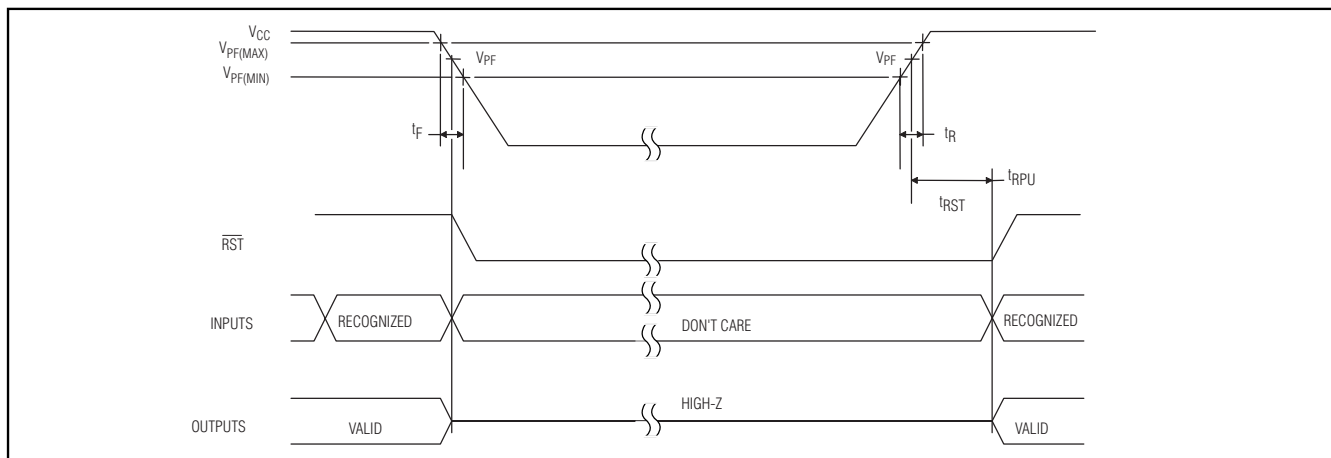 VCC
VPF(MAX)
VPF VPF
VPF(MIN)
tF tR
tRPU
tRST
RST
INPUTS RECOGNIZED DON'T CARE RECOGNIZED
HIGH-Z
OUTPUTS VALID VALID